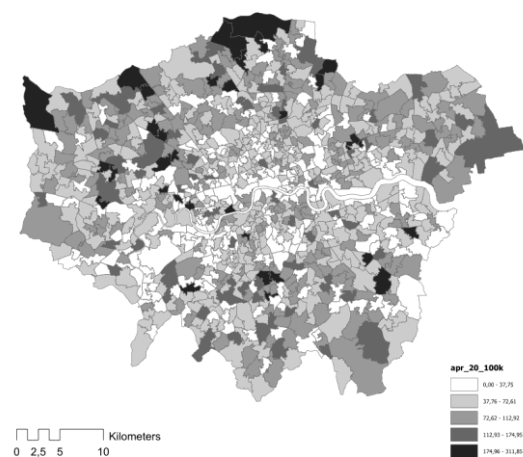 apr_20_100k
0,00 - 37,75
37,76 - 72,61
72,62 - 112,92
112,93 - 174,95
174,96 - 311,85
Kilometers
0 2,5 5 10